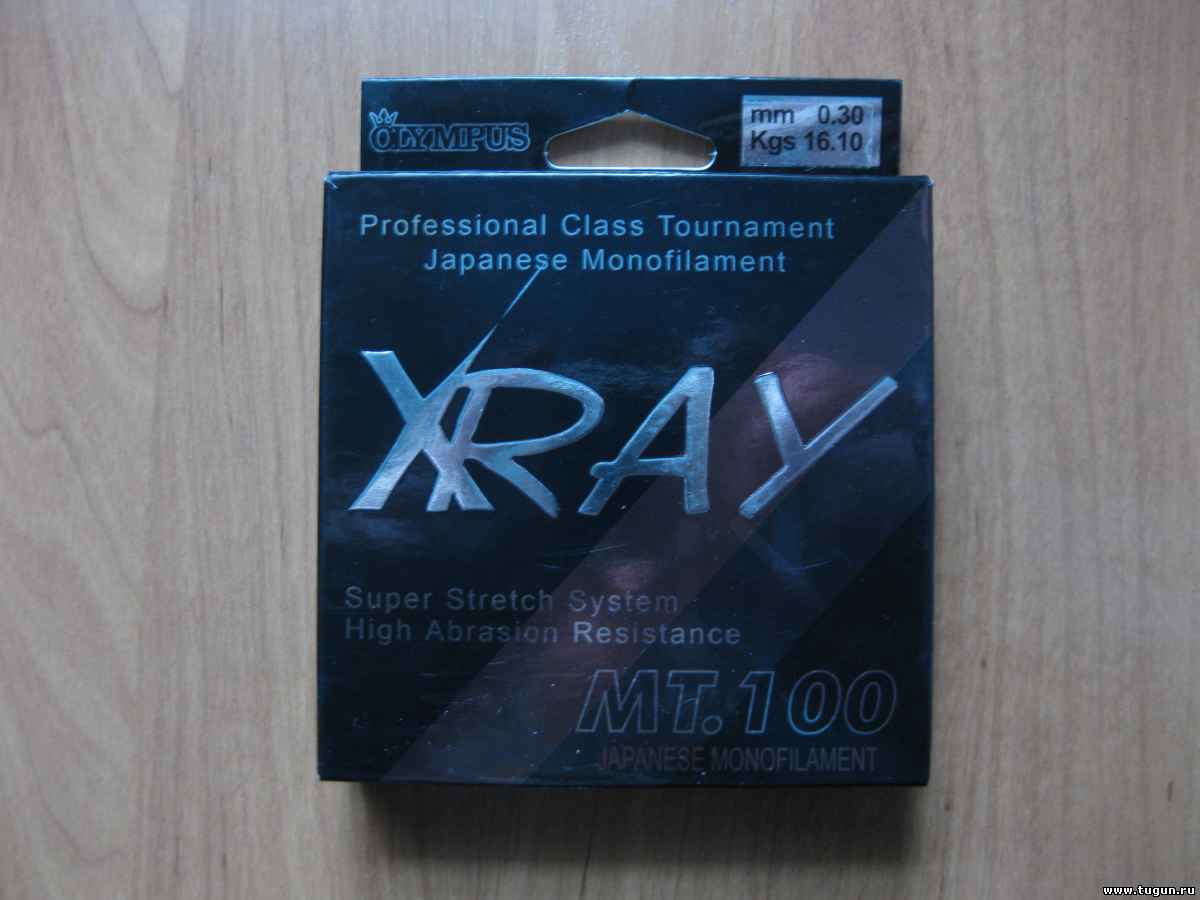 OLYMPUS
mm 0.30
Kgs 16.10
Professional Class Tournament
Japanese Monofilament
XRAY
Super Stretch System
High Abrasion Resistance
MT.100
JAPANESE MONOFILAMENT
www.tugun.ru